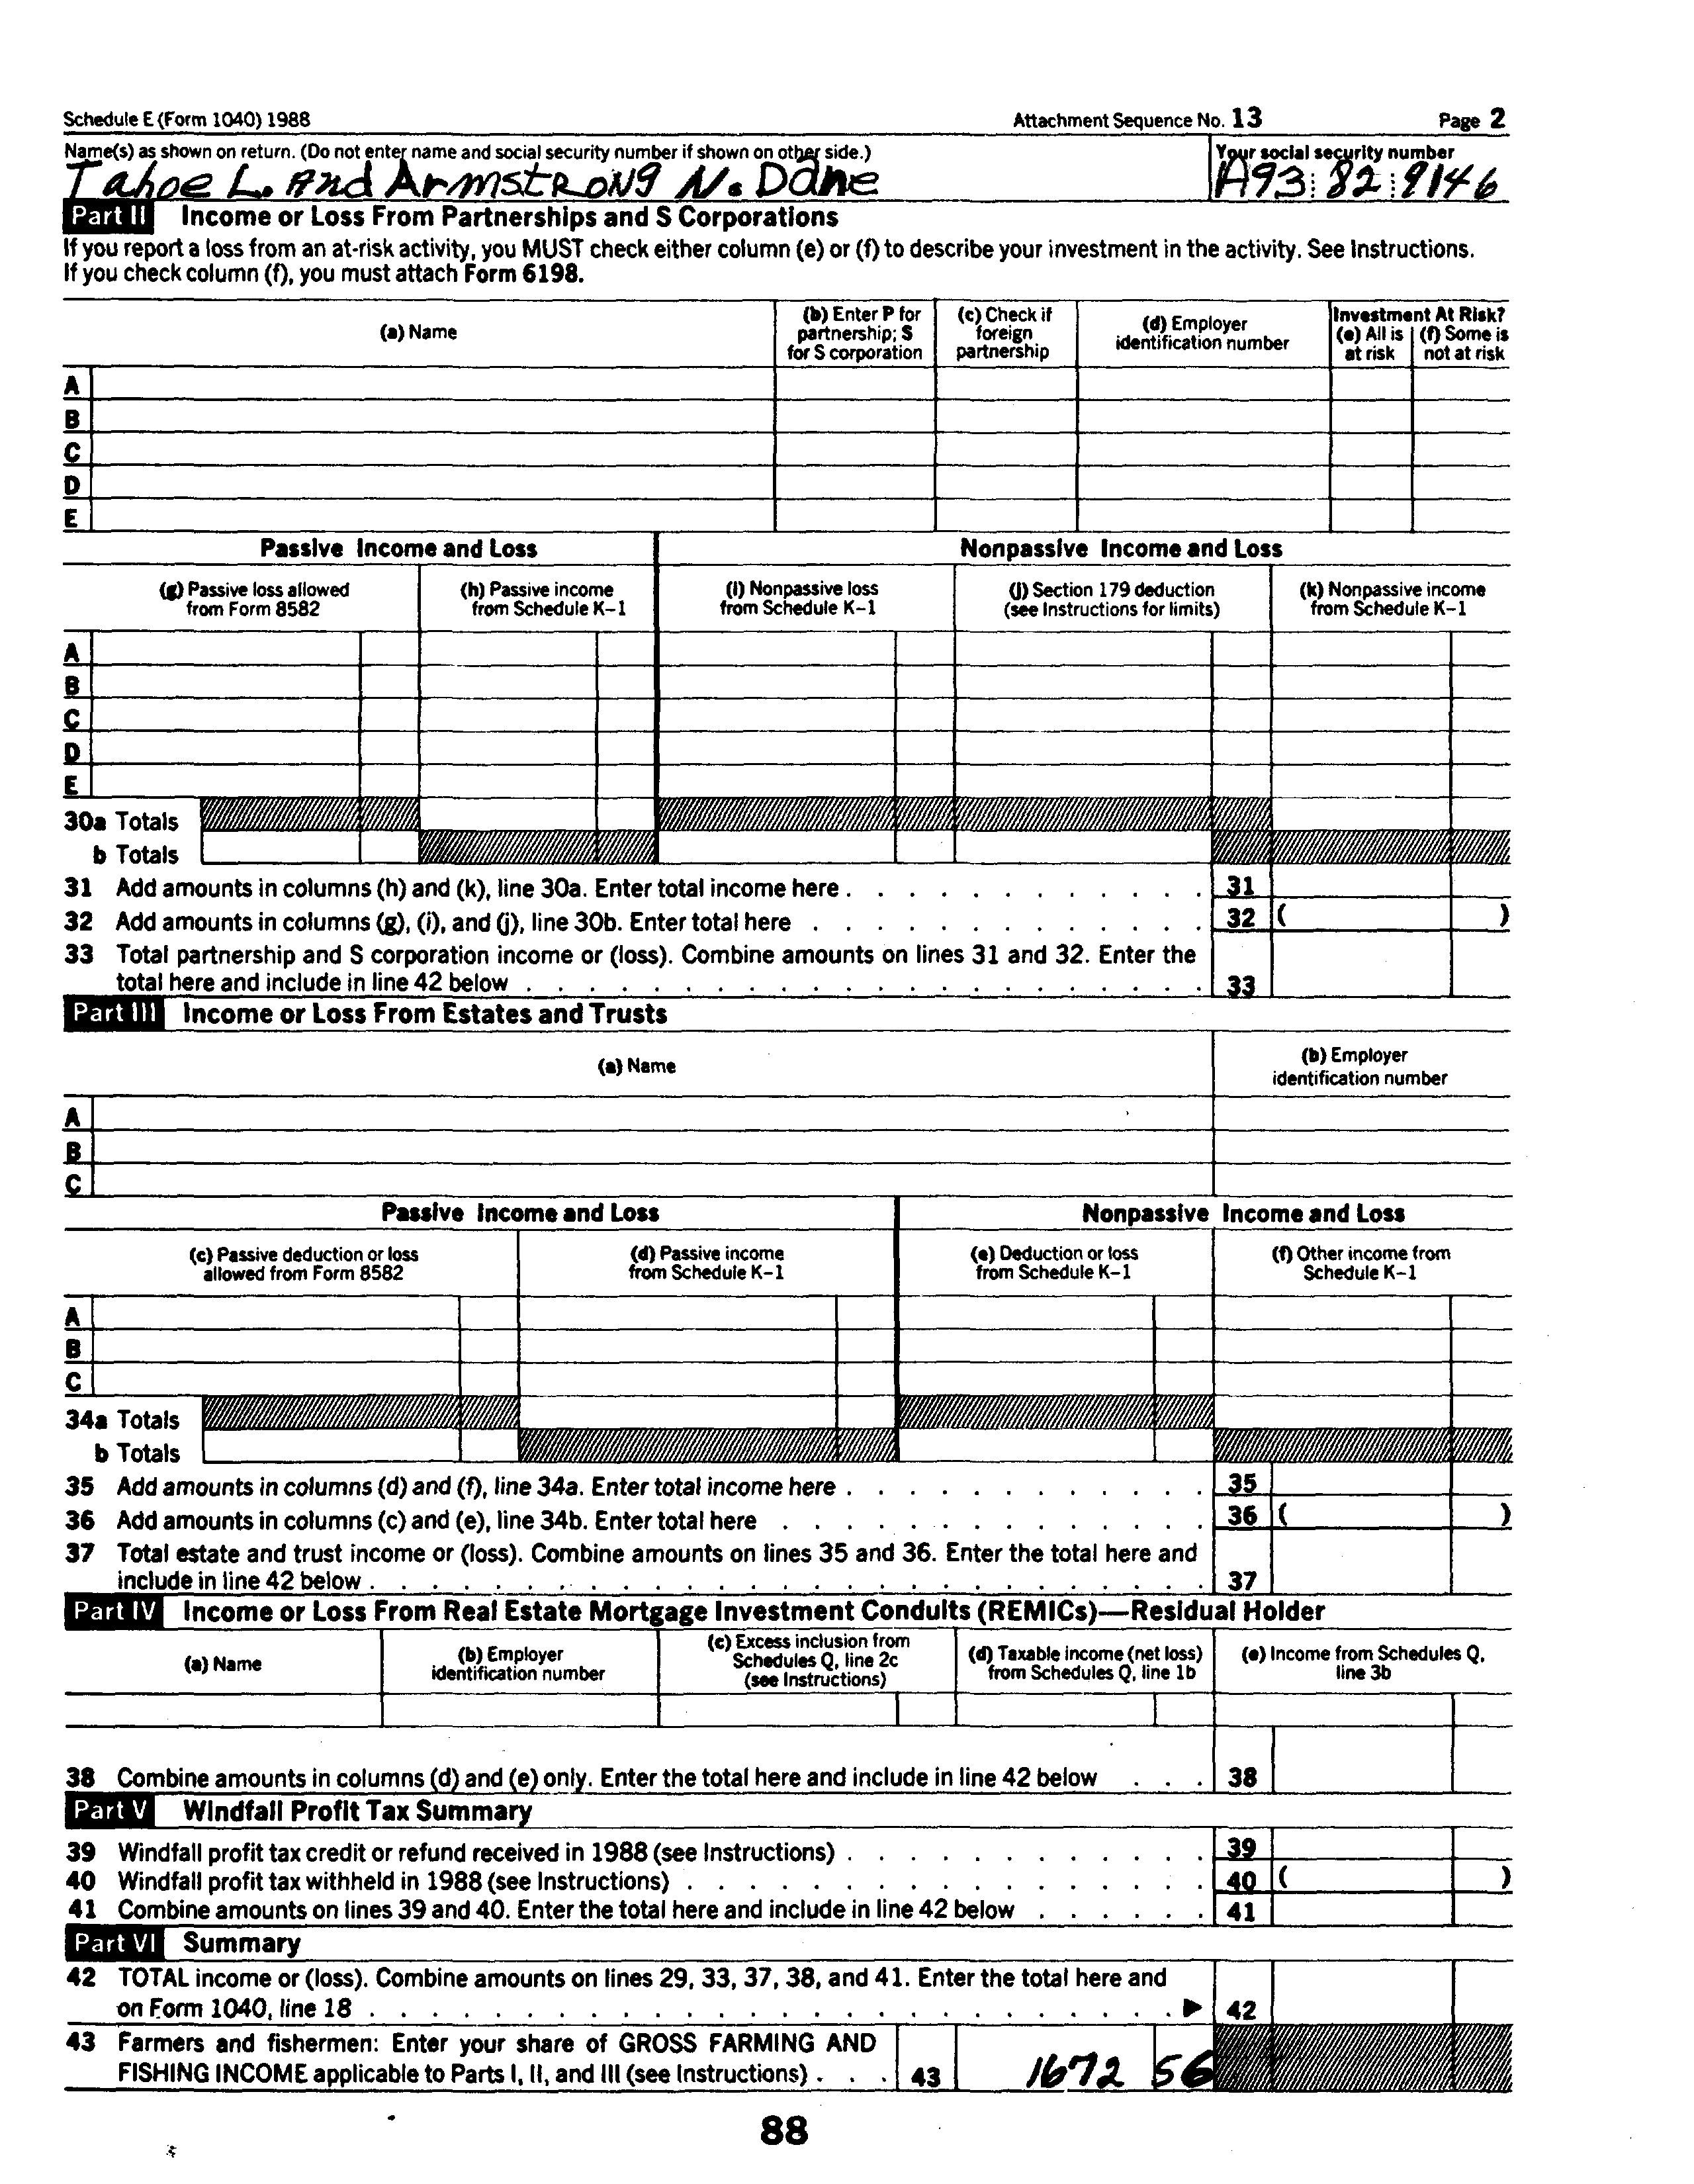 Schedule E (Form 1040) 1988 Attachment Sequence No. 13 Page 2
Name(s) as shown on return. (Do not enter name and social security number if shown on other side.) Your social security number
Tahoe L. And Armstrong N. Dane A93 82 9146
Part II Income or Loss From Partnerships and S Corporations
If you report a loss from an at-risk activity, you MUST check either column (e) or (f) to describe your investment in the activity. See Instructions.
If you check column (f), you must attach Form 6198.
(a) Name
(b) Enter P for
partnership; S
for S corporation
(c) Check if
foreign
partnership
(d) Employer
identification number
Investment At Risk?
(e) All is
at risk
(f) Some is
not at risk
A
B
C
D
E
Passive Income and Loss
Nonpassive Income and Loss
(g) Passive loss allowed
from Form 8582
(h) Passive income
from Schedule K-1
(i) Nonpassive loss
from Schedule K-1
(j) Section 179 deduction
(see Instructions for limits)
(k) Nonpassive income
from Schedule K-1
A
B
C
D
E
30a Totals
b Totals
31 Add amounts in columns (h) and (k), line 30a. Enter total income here . . . . . . . . . . . . 31
32 Add amounts in columns (g), (i), and (j), line 30b. Enter total here . . . . . . . . . . . . . 32 ( )
33 Total partnership and S corporation income or (loss). Combine amounts on lines 31 and 32. Enter the
total here and include in line 42 below . . . . . . . . . . . . . . . . . . . . . . 33
Part III Income or Loss From Estates and Trusts
(a) Name
(b) Employer
identification number
A
B
C
Passive Income and Loss
Nonpassive Income and Loss
(c) Passive deduction or loss
allowed from Form 8582
(d) Passive income
from Schedule K-1
(e) Deduction or loss
from Schedule K-1
(f) Other income from
Schedule K-1
A
B
C
34a Totals
b Totals
35 Add amounts in columns (d) and (f), line 34a. Enter total income here . . . . . . . . . . . . 35
36 Add amounts in columns (c) and (e), line 34b. Enter total here . . . . . . . . . . . . . . 36 ( )
37 Total estate and trust income or (loss). Combine amounts on lines 35 and 36. Enter the total here and
include in line 42 below . . . . . . . . . . . . . . . . . . . . . . . . . . . 37
Part IV Income or Loss From Real Estate Mortgage Investment Conduits (REMICs)—Residual Holder
(a) Name
(b) Employer
identification number
(c) Excess inclusion from
Schedules Q, line 2c
(see Instructions)
(d) Taxable income (net loss)
from Schedules Q, line 1b
(e) Income from Schedules Q,
line 3b
38 Combine amounts in columns (d) and (e) only. Enter the total here and include in line 42 below . . . 38
Part V Windfall Profit Tax Summary
39 Windfall profit tax credit or refund received in 1988 (see Instructions) . . . . . . . . . . . . 39
40 Windfall profit tax withheld in 1988 (see Instructions) . . . . . . . . . . . . . . . . . 40 ( )
41 Combine amounts on lines 39 and 40. Enter the total here and include in line 42 below . . . . . . 41
Part VI Summary
42 TOTAL income or (loss). Combine amounts on lines 29, 33, 37, 38, and 41. Enter the total here and
on Form 1040, line 18 . . . . . . . . . . . . . . . . . . . . . . . . . . ▶ 42
43 Farmers and fishermen: Enter your share of GROSS FARMING AND
FISHING INCOME applicable to Parts I, II, and III (see Instructions) . . . 43 1672 56
88